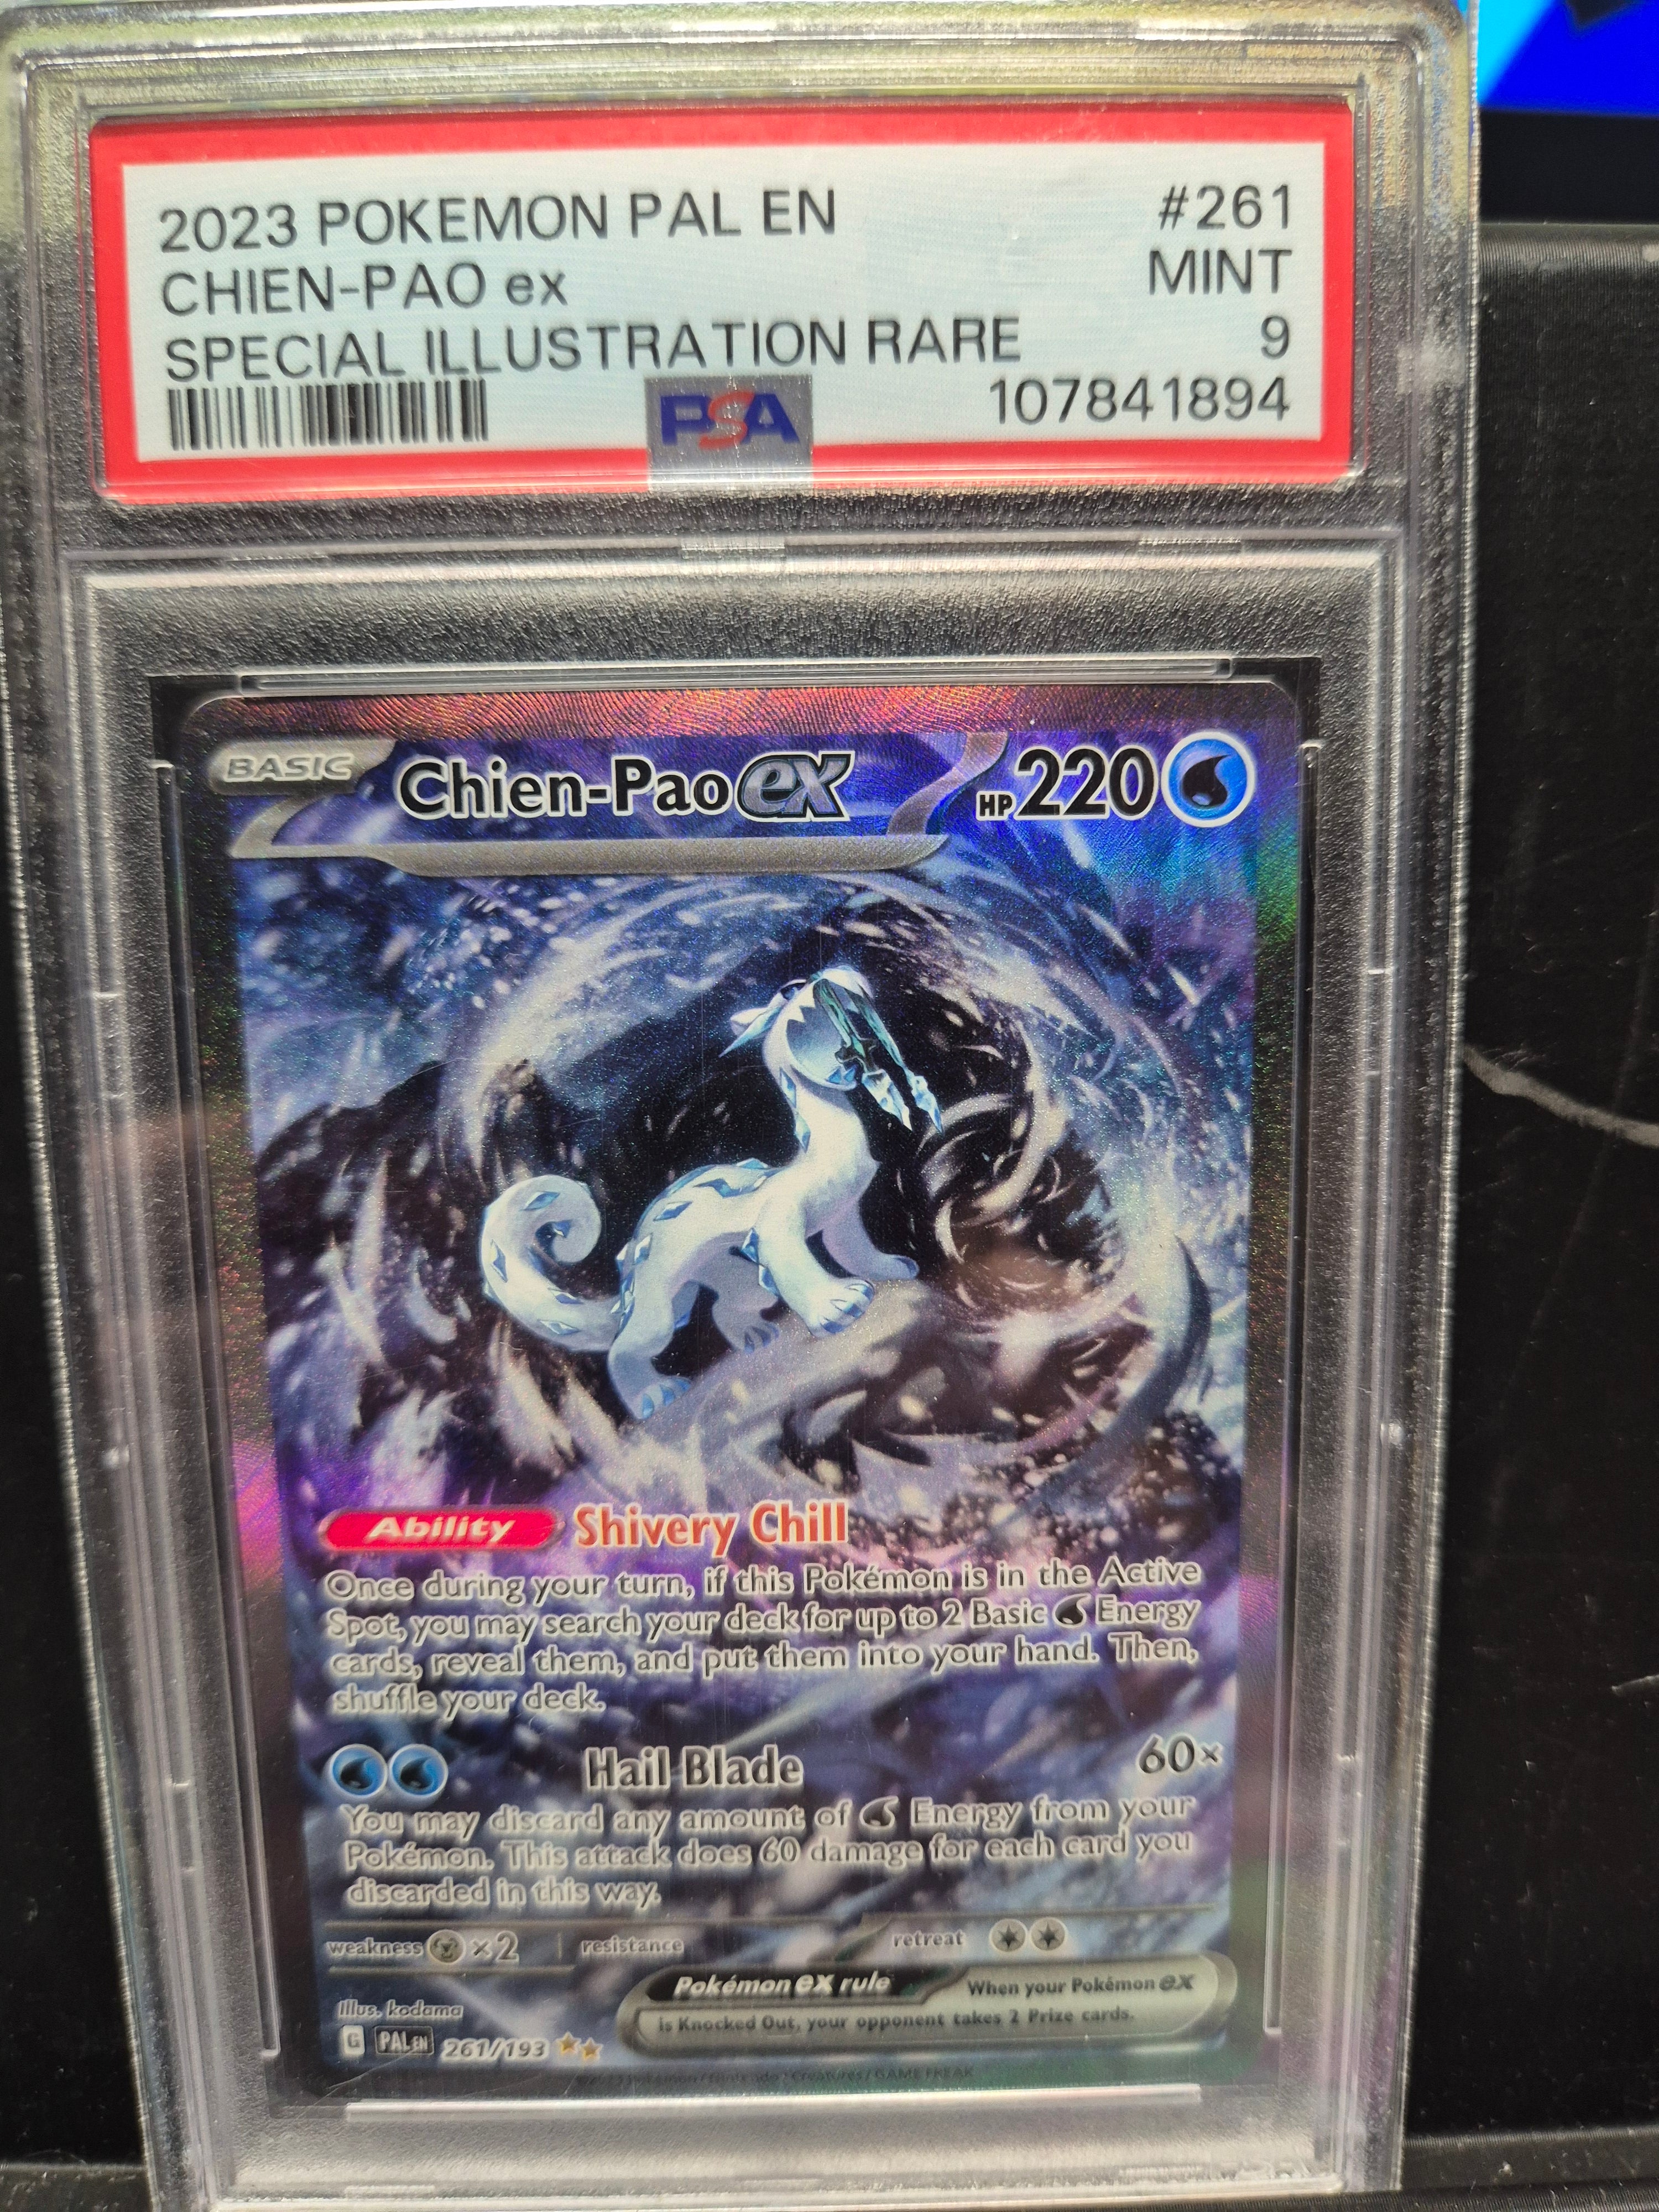 2023 POKEMON PAL EN #261
CHIEN-PAO ex MINT
SPECIAL ILLUSTRATION RARE 9
PSA 107841894
BASIC Chien-Pao ex HP 220
Ability Shivery Chill
Once during your turn, if this Pokémon is in the Active
Spot, you may search your deck for up to 2 Basic Energy
cards, reveal them, and put them into your hand. Then,
shuffle your deck.
Hail Blade 60×
You may discard any amount of Energy from your
Pokémon. This attack does 60 damage for each card you
discarded in this way.
weakness ×2 resistance retreat
Pokémon ex rule When your Pokémon ex
is Knocked Out, your opponent takes 2 Prize cards.
Illus. kodama
G PAL EN 261/193
Creatures / GAME FREAK